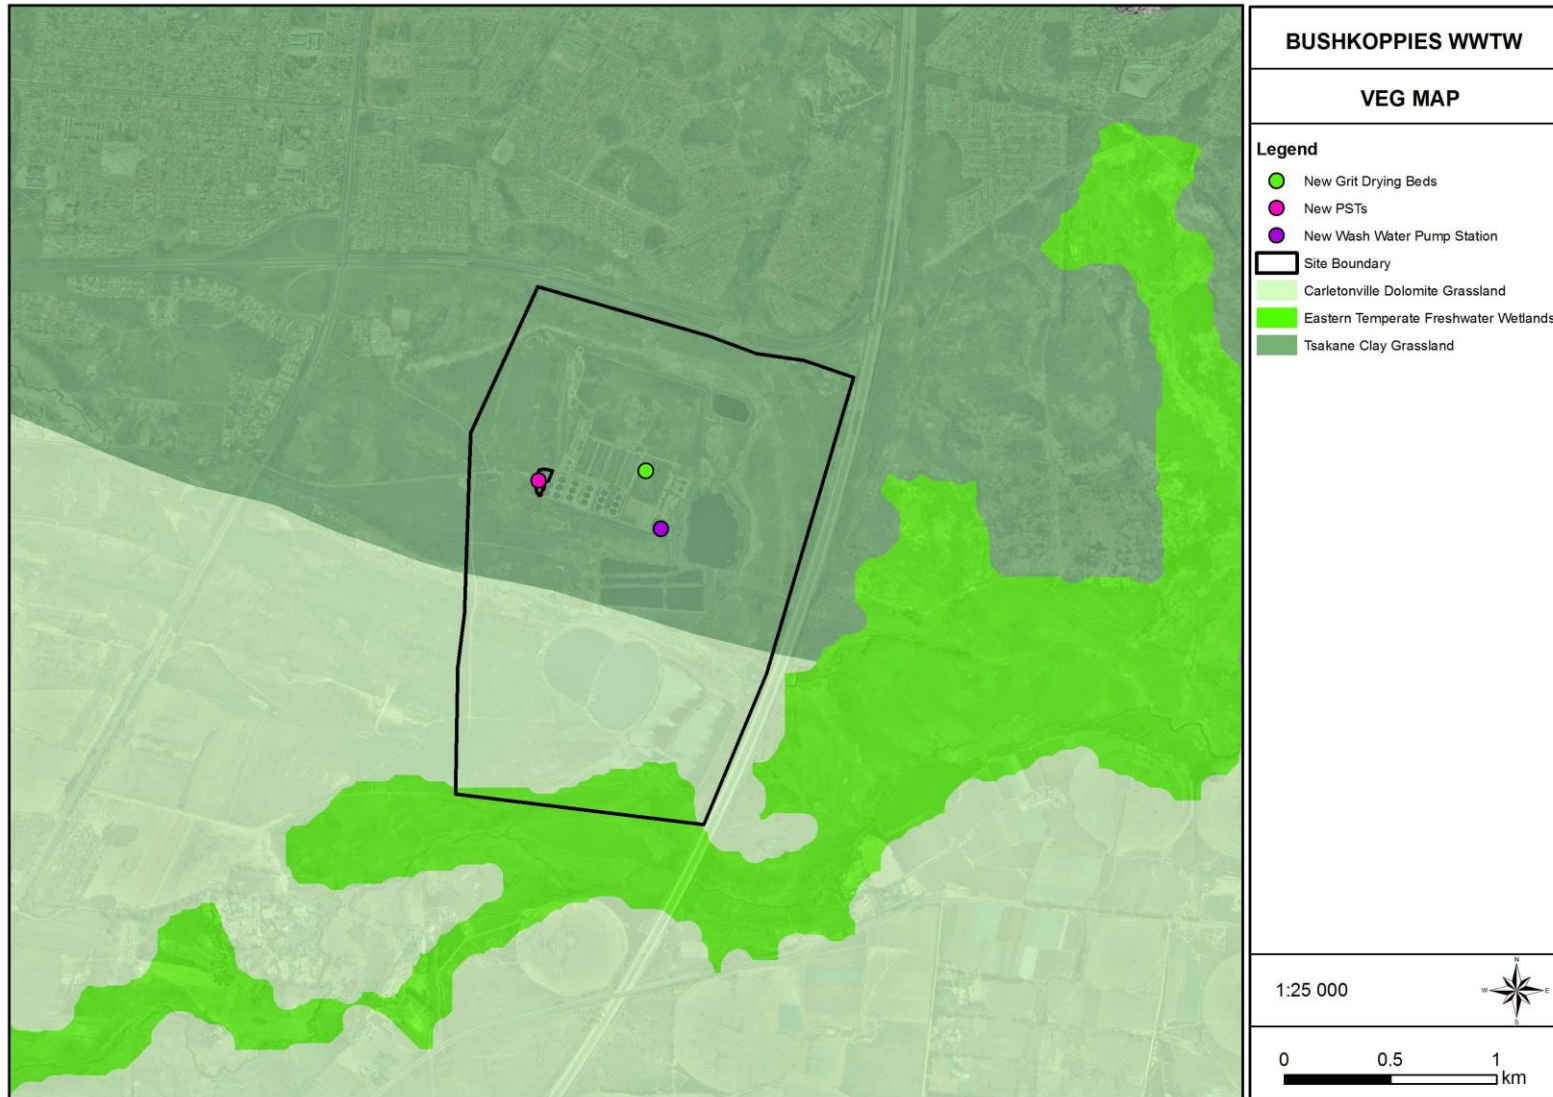 BUSHKOPPIES WWTW
VEG MAP
Legend
New Grit Drying Beds
New PSTs
New Wash Water Pump Station
Site Boundary
Carletonville Dolomite Grassland
Eastern Temperate Freshwater Wetlands
Tsakane Clay Grassland
1:25 000
N
W E
S
0 0.5 1
km